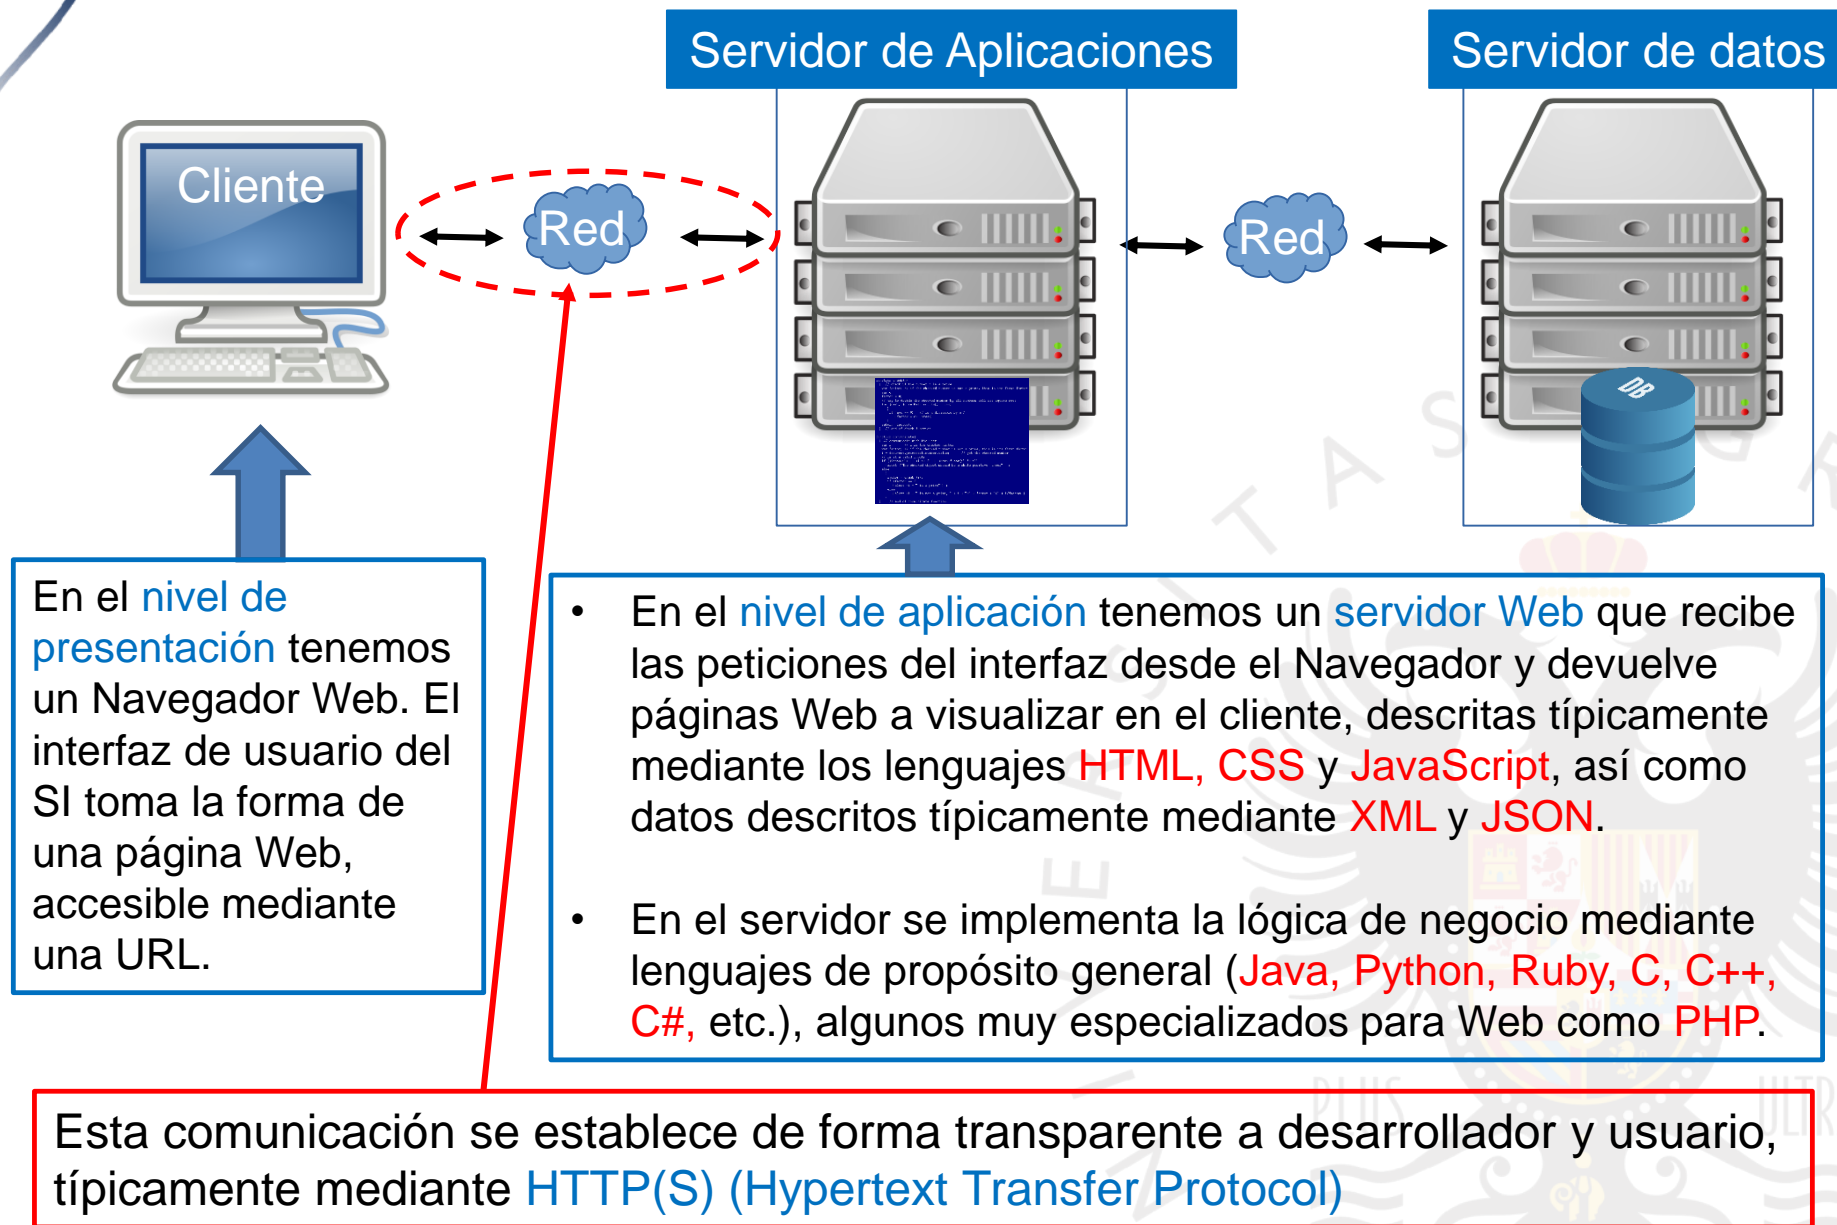 Servidor de Aplicaciones
Servidor de datos
Cliente
Red
Red
DB
En el nivel de
presentación tenemos
un Navegador Web. El
interfaz de usuario del
SI toma la forma de
una página Web,
accesible mediante
una URL.
• En el nivel de aplicación tenemos un servidor Web que recibe
las peticiones del interfaz desde el Navegador y devuelve
páginas Web a visualizar en el cliente, descritas típicamente
mediante los lenguajes HTML, CSS y JavaScript, así como
datos descritos típicamente mediante XML y JSON.
• En el servidor se implementa la lógica de negocio mediante
lenguajes de propósito general (Java, Python, Ruby, C, C++,
C#, etc.), algunos muy especializados para Web como PHP.
Esta comunicación se establece de forma transparente a desarrollador y usuario,
típicamente mediante HTTP(S) (Hypertext Transfer Protocol)
PLUS